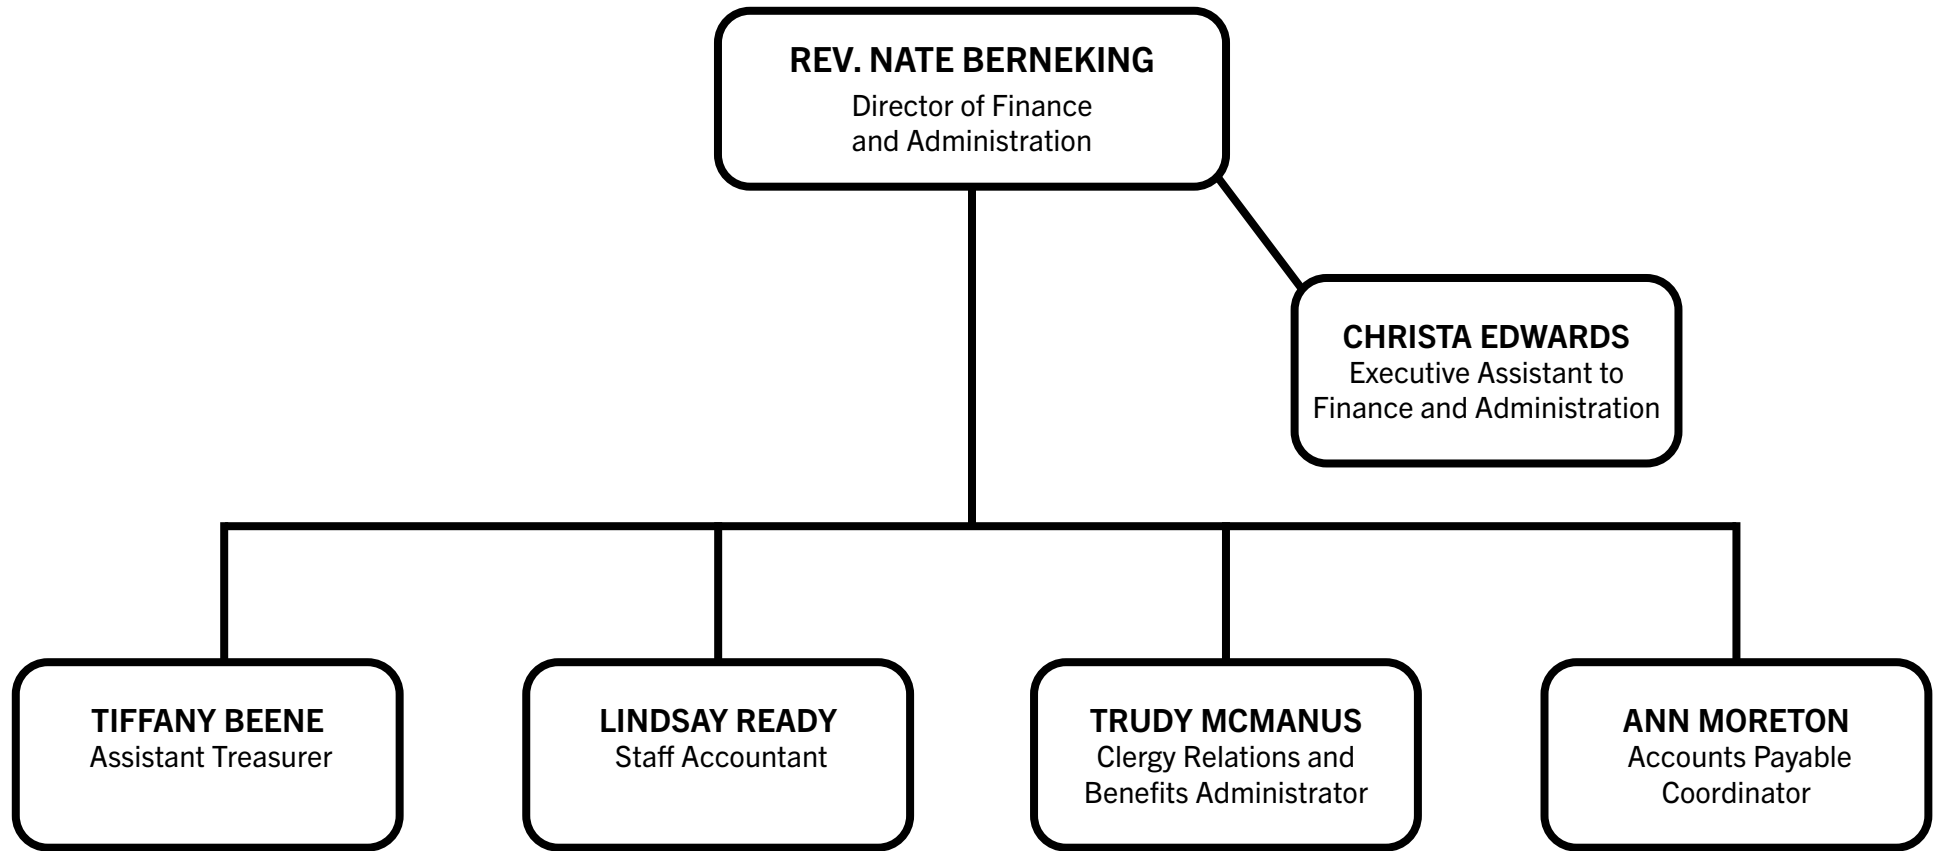 REV. NATE BERNEKING
Director of Finance
and Administration
CHRISTA EDWARDS
Executive Assistant to
Finance and Administration
TIFFANY BEENE
Assistant Treasurer
LINDSAY READY
Staff Accountant
TRUDY MCMANUS
Clergy Relations and
Benefits Administrator
ANN MORETON
Accounts Payable
Coordinator